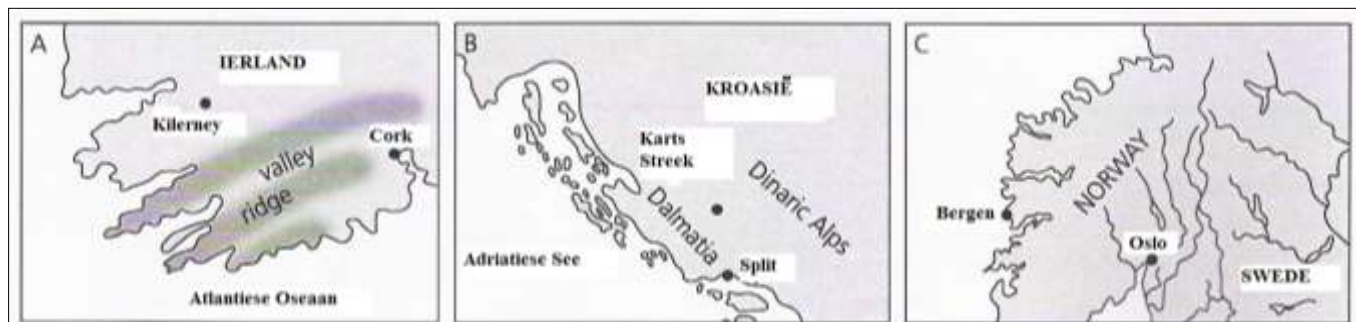 A
IERLAND
Kilerney
Cork
valley
ridge
Atlantiese Oseaan
B
KROASIË
Karts
Streek
Dinaric Alps
Dalmatia
Adriatiese See
Split
C
NORWAY
Bergen
Oslo
SWEDE